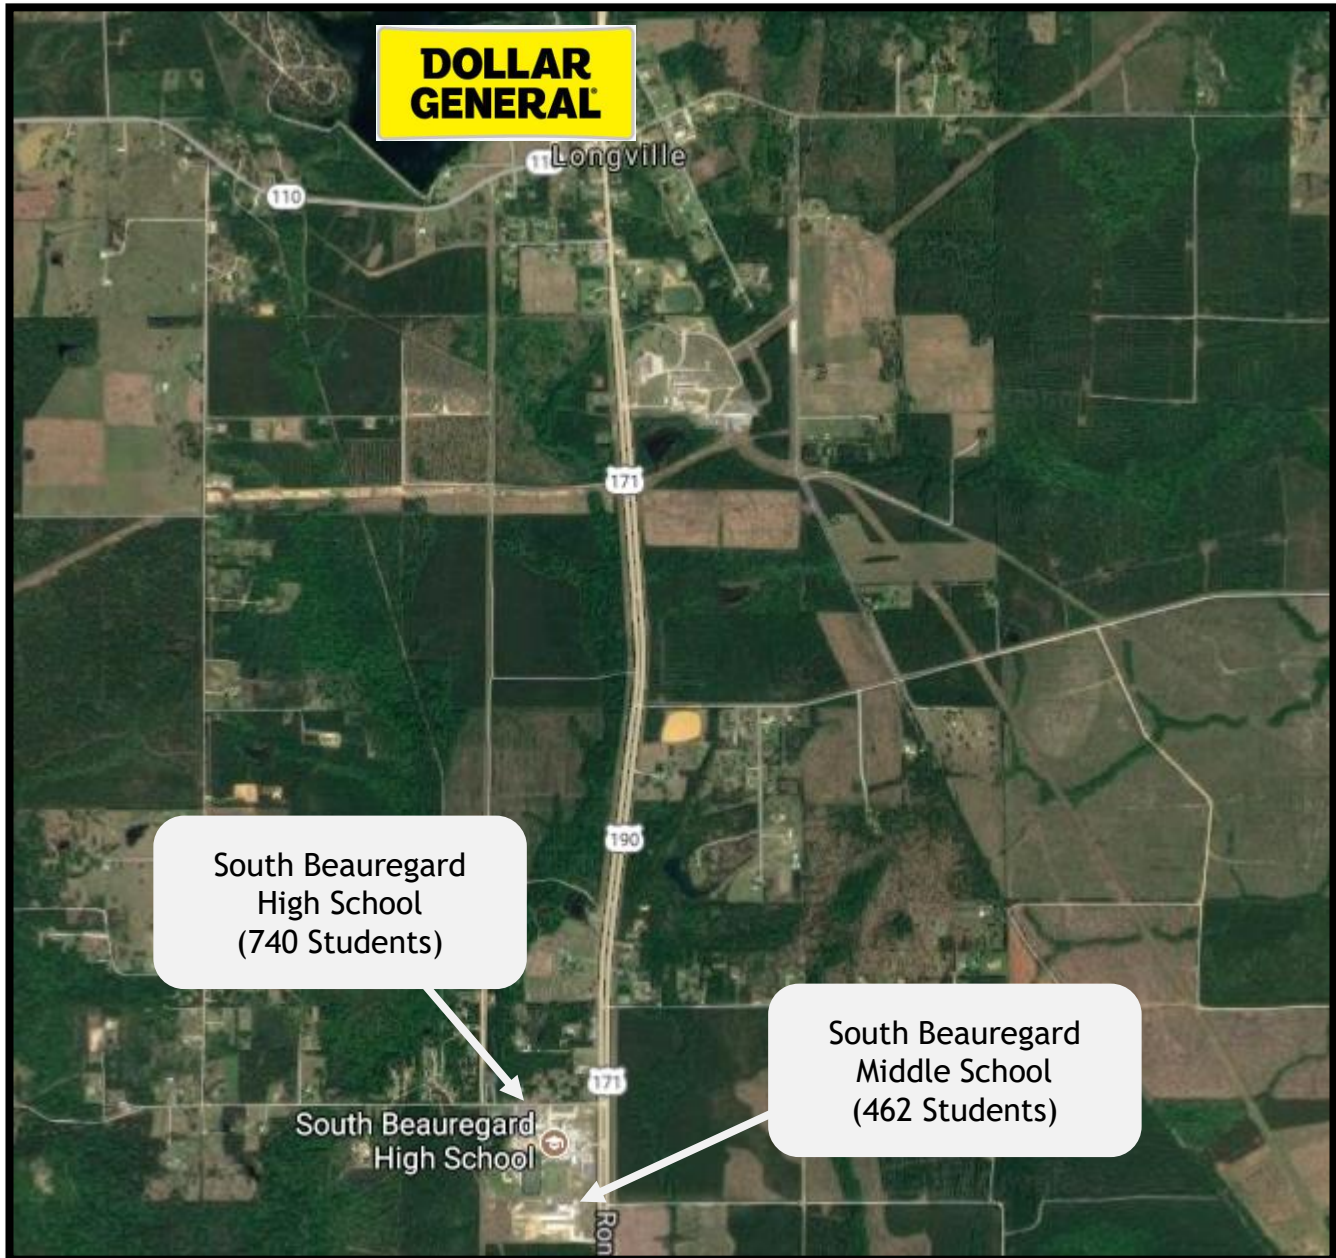 DOLLAR
GENERAL
Longville
110
171
190
South Beauregard
High School
(740 Students)
South Beauregard
Middle School
(462 Students)
171
South Beauregard
High School
Ron